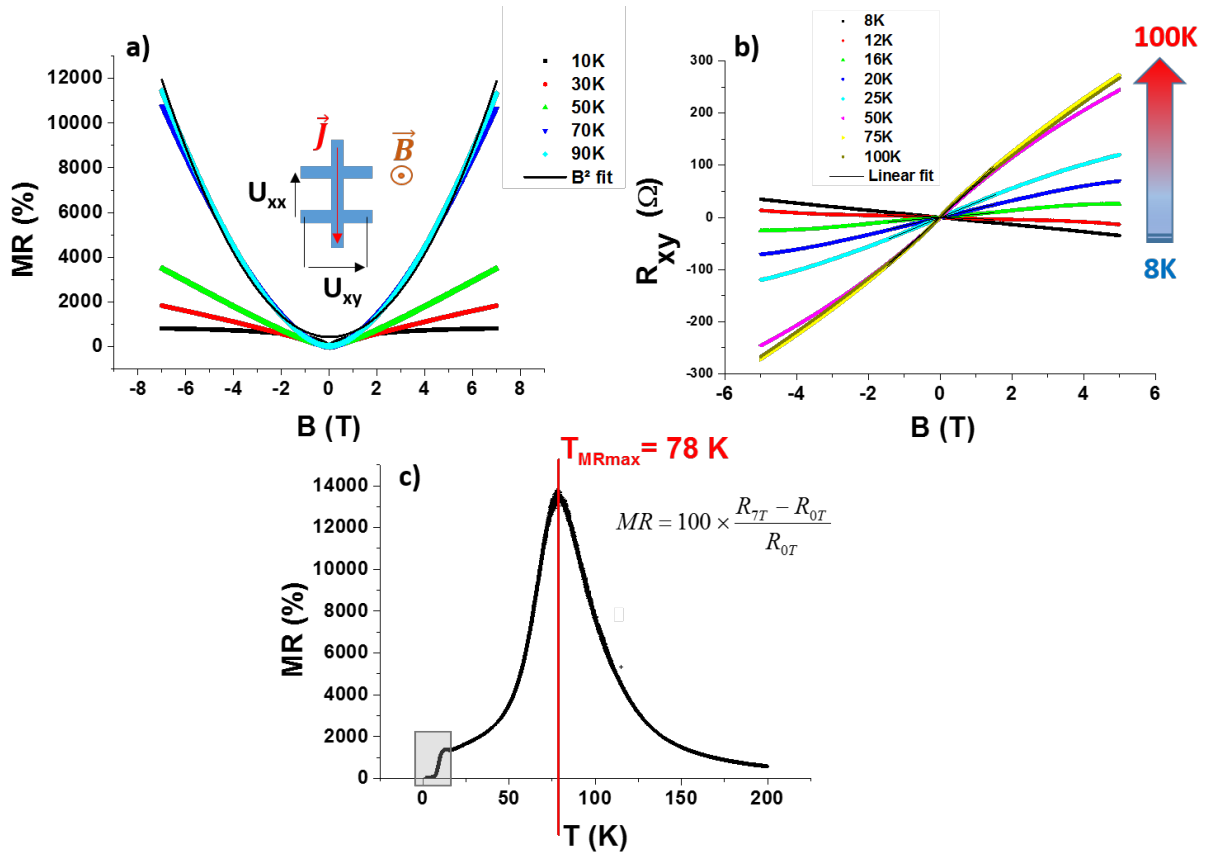 a)
MR (%)
12000
10000
8000
6000
4000
2000
0
-8
-6
-4
-2
0
2
4
6
8
B (T)
10K
30K
50K
70K
90K
B² fit
J
B
Uxx
Uxy
b)
Rxy (Ω)
300
200
100
0
-100
-200
-300
-6
-4
-2
0
2
4
6
B (T)
8K
12K
16K
20K
25K
50K
75K
100K
Linear fit
100K
8K
TMRmax = 78 K
c)
MR (%)
14000
12000
10000
8000
6000
4000
2000
0
0
50
100
150
200
T (K)
MR = 100 × (R7T − R0T) / R0T